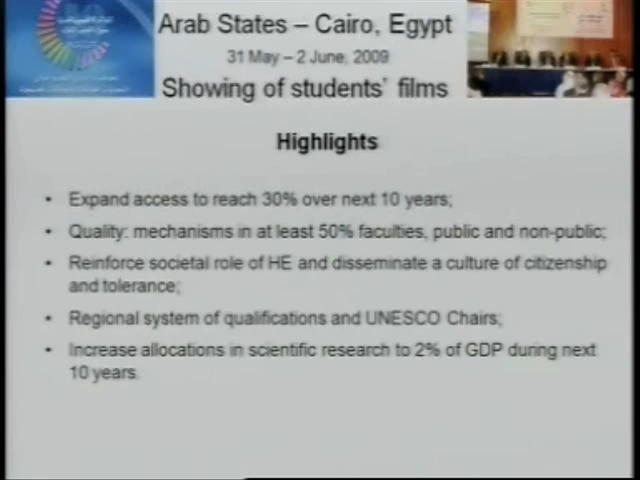 Arab States – Cairo, Egypt
31 May – 2 June, 2009
Showing of students' films
Highlights
• Expand access to reach 30% over next 10 years;
• Quality: mechanisms in at least 50% faculties, public and non-public;
• Reinforce societal role of HE and disseminate a culture of citizenship
and tolerance;
• Regional system of qualifications and UNESCO Chairs;
• Increase allocations in scientific research to 2% of GDP during next
10 years.